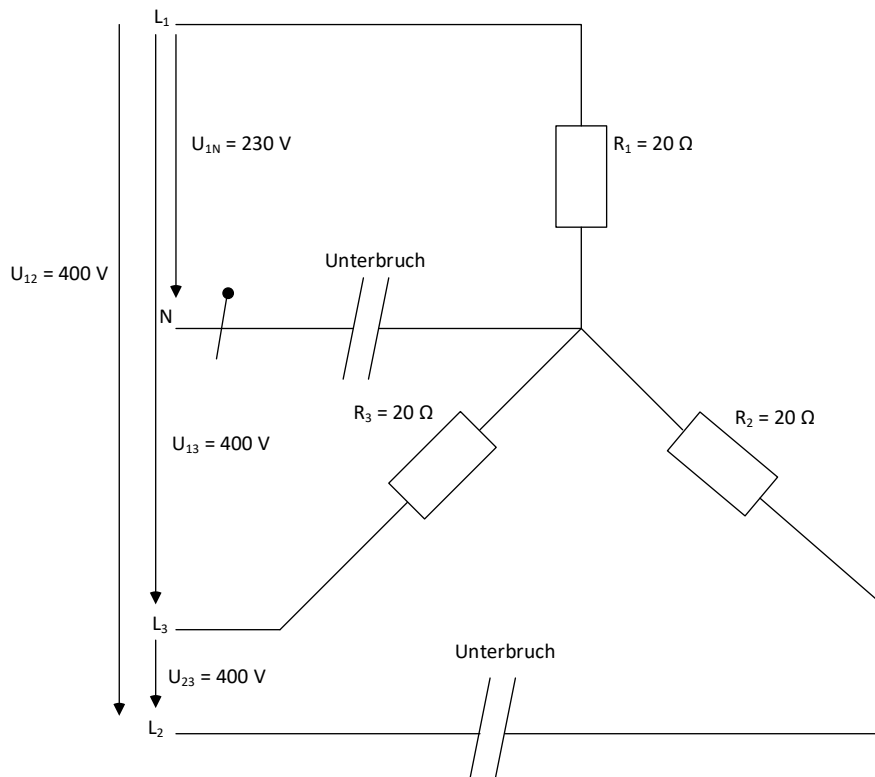 L₁
U₁N = 230 V
R₁ = 20 Ω
Unterbruch
U₁₂ = 400 V
N
R₃ = 20 Ω
R₂ = 20 Ω
U₁₃ = 400 V
L₃
Unterbruch
U₂₃ = 400 V
L₂